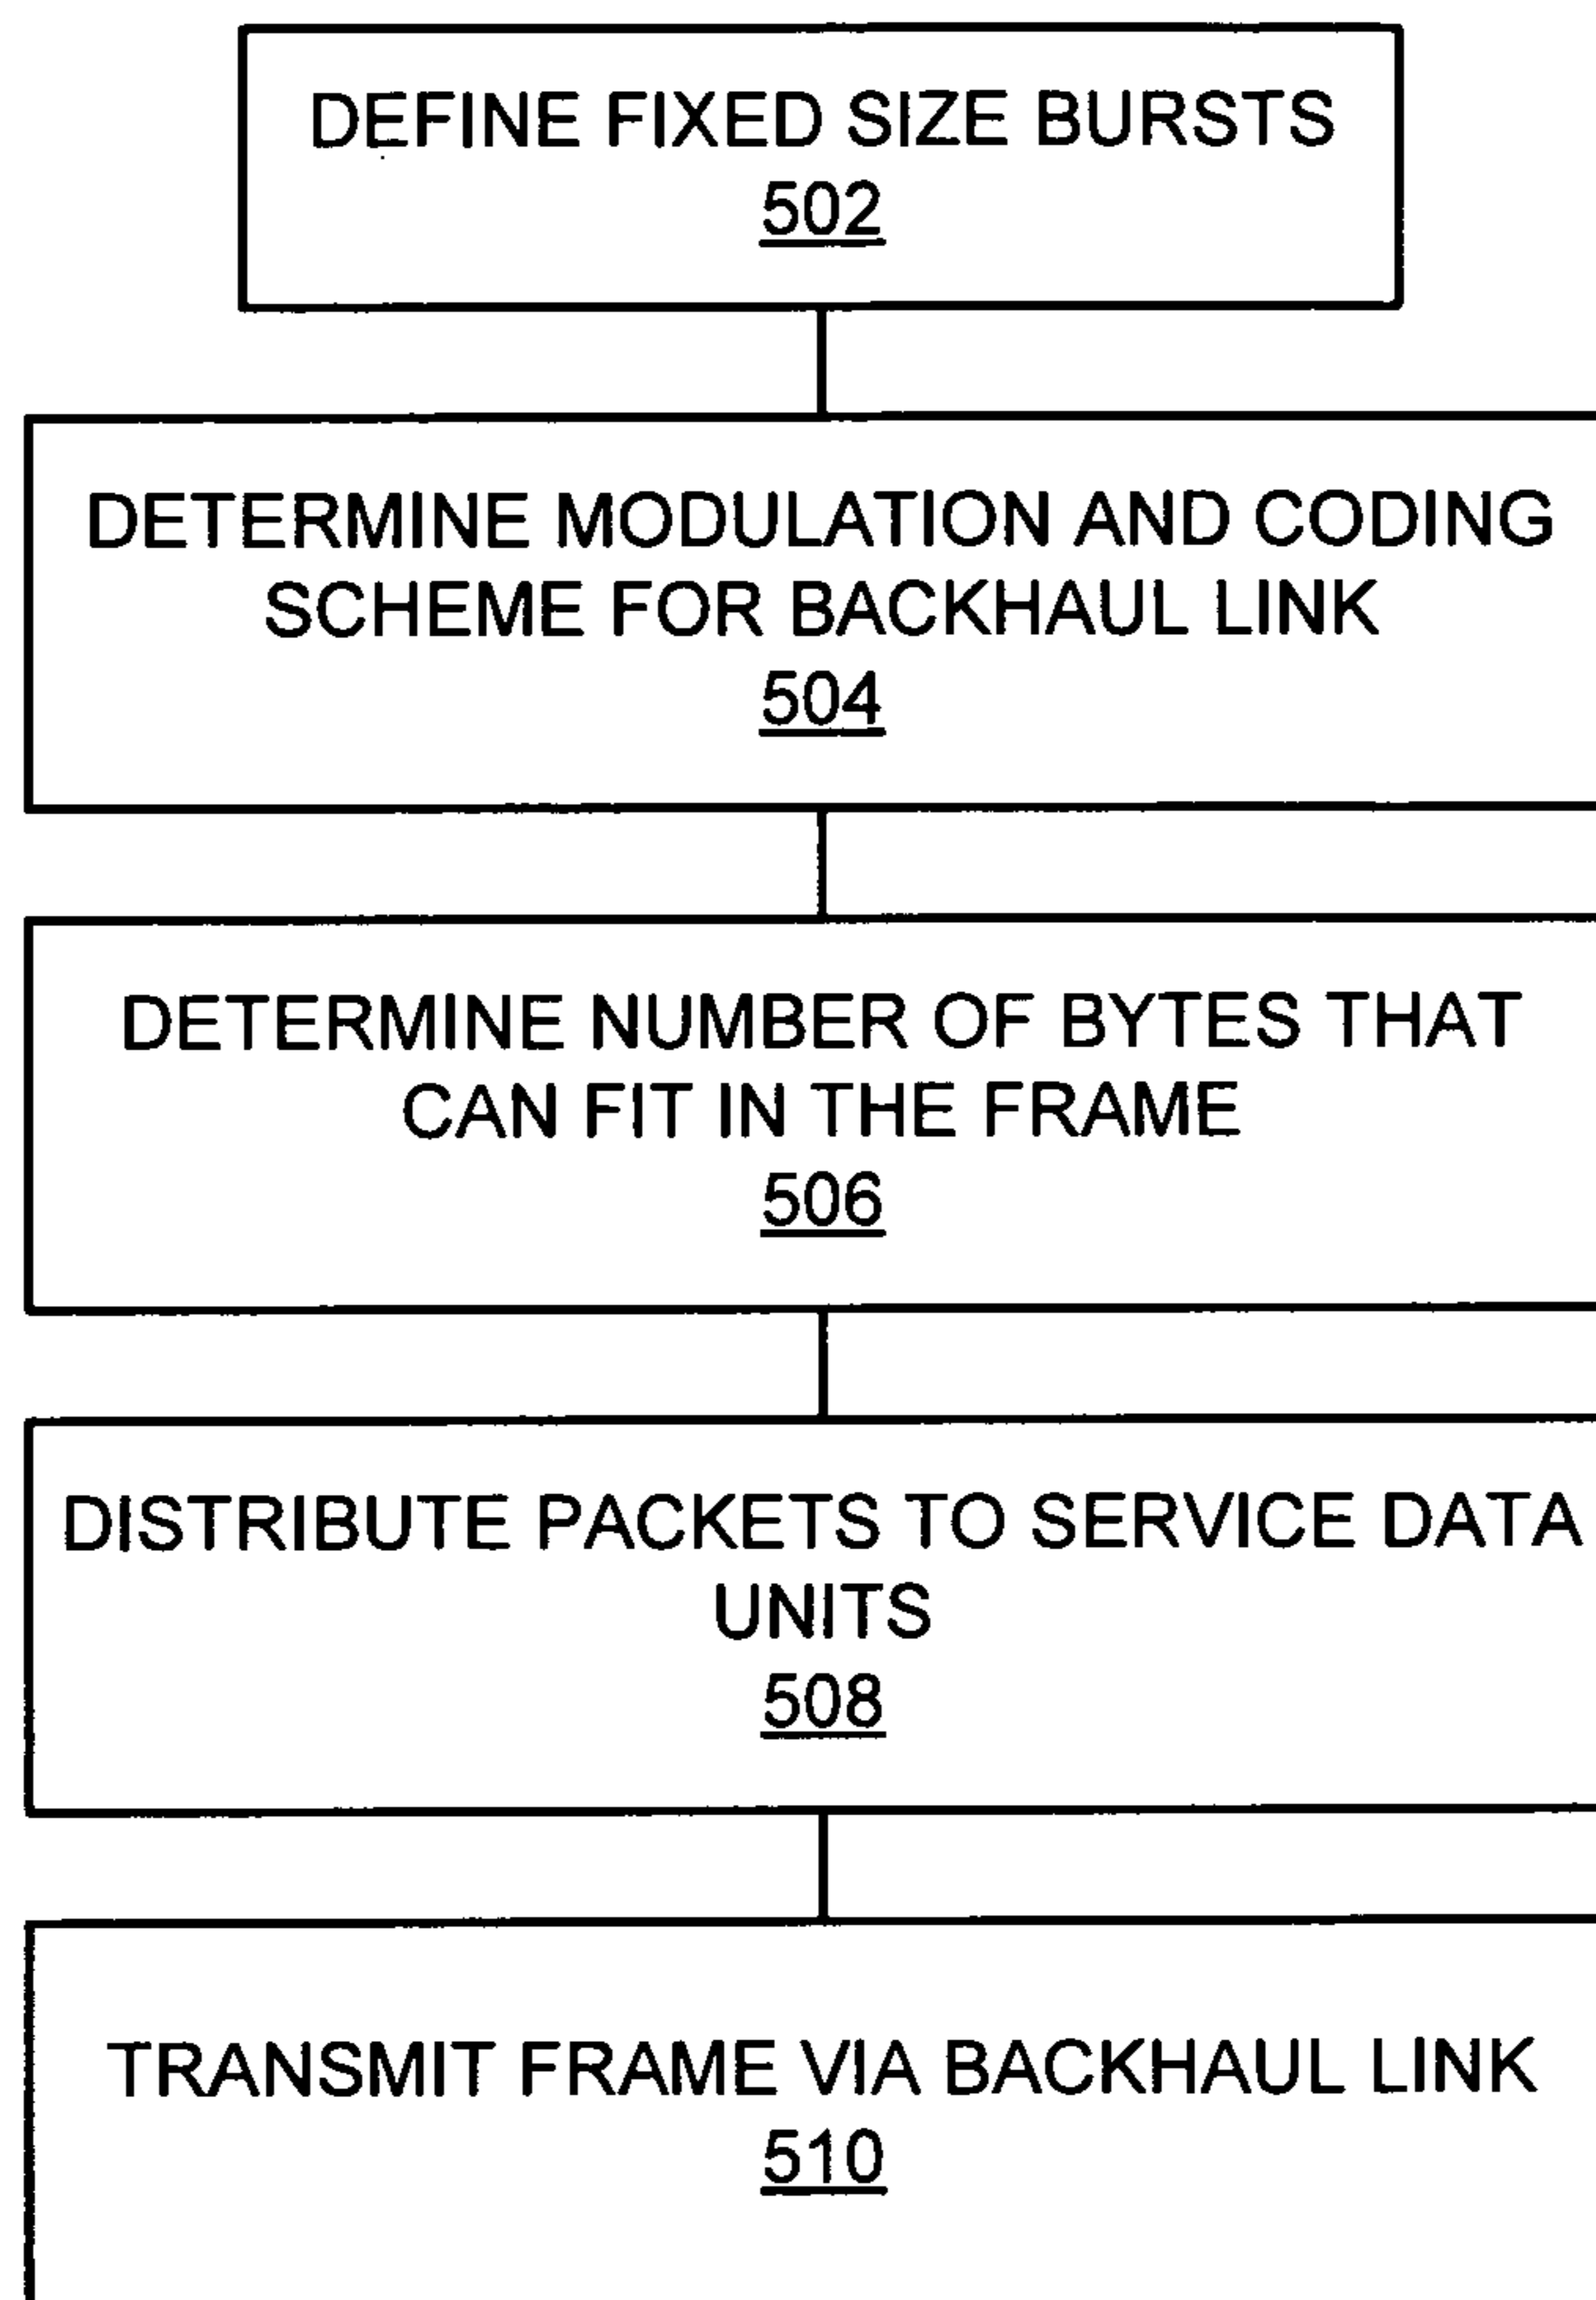 DEFINE FIXED SIZE BURSTS
502
DETERMINE MODULATION AND CODING
SCHEME FOR BACKHAUL LINK
504
DETERMINE NUMBER OF BYTES THAT
CAN FIT IN THE FRAME
506
DISTRIBUTE PACKETS TO SERVICE DATA
UNITS
508
TRANSMIT FRAME VIA BACKHAUL LINK
510